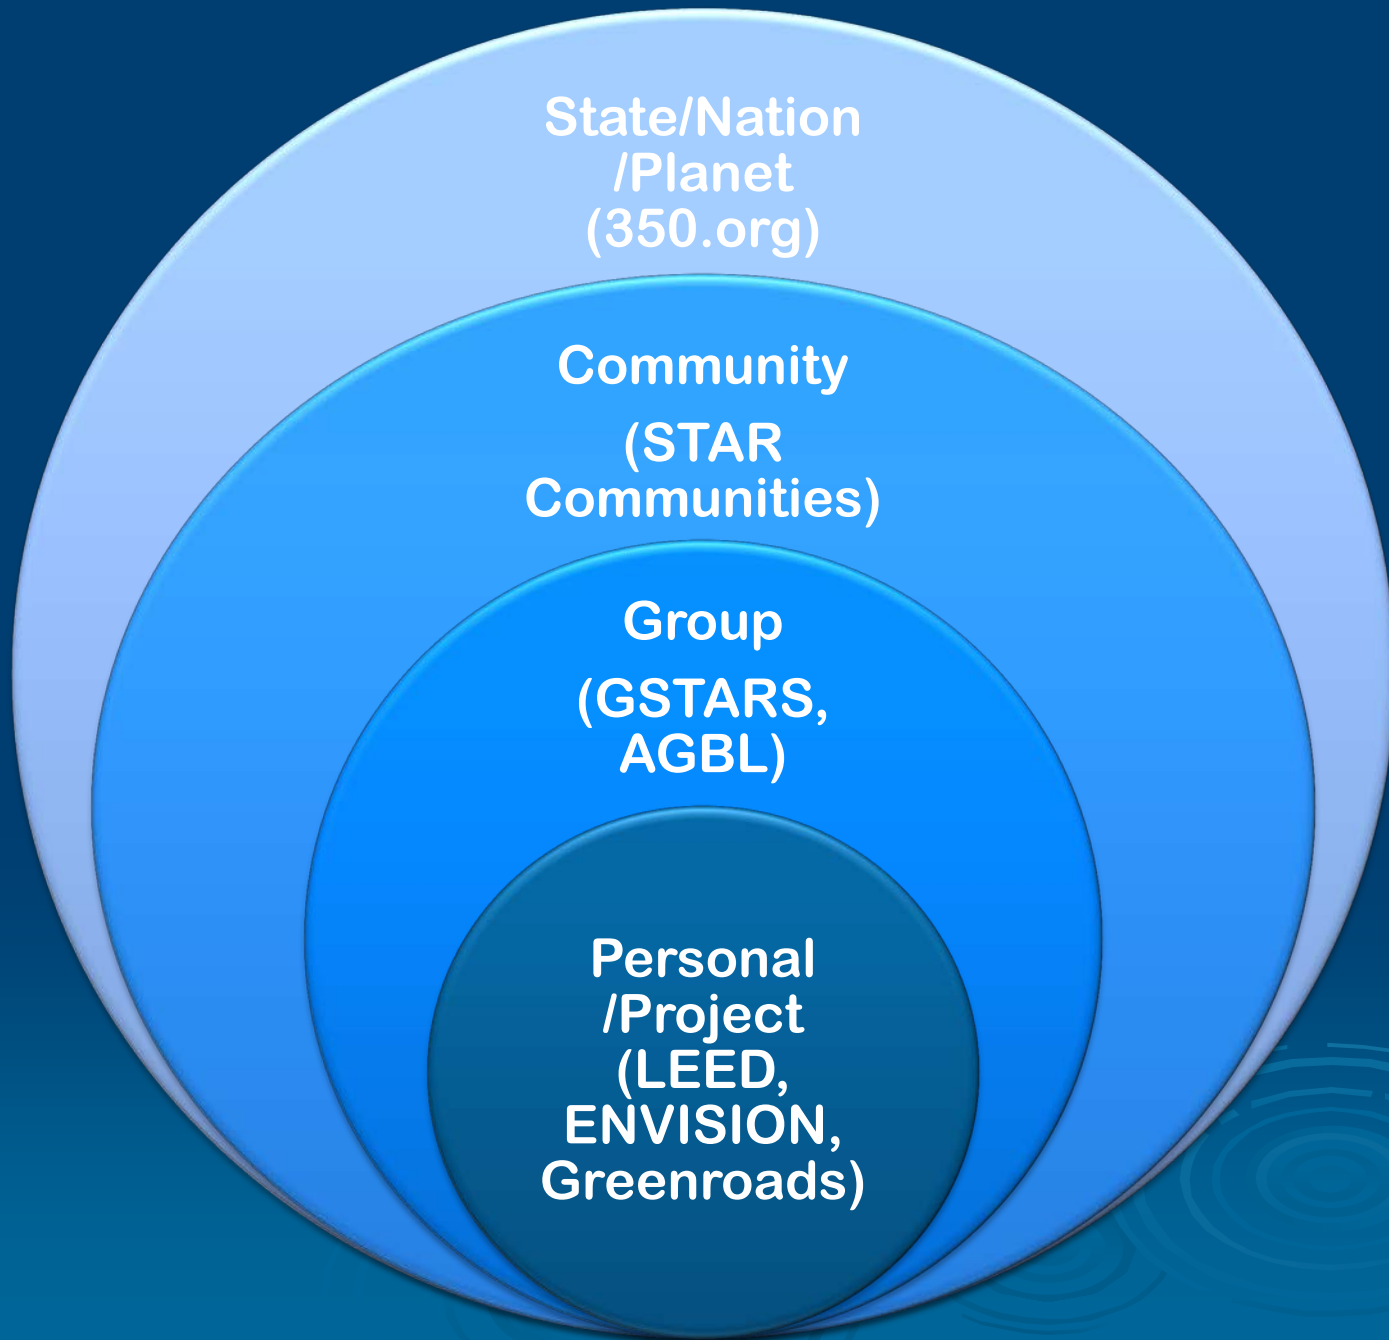 State/Nation
/Planet
(350.org)
Community
(STAR
Communities)
Group
(GSTARS,
AGBL)
Personal
/Project
(LEED,
ENVISION,
Greenroads)